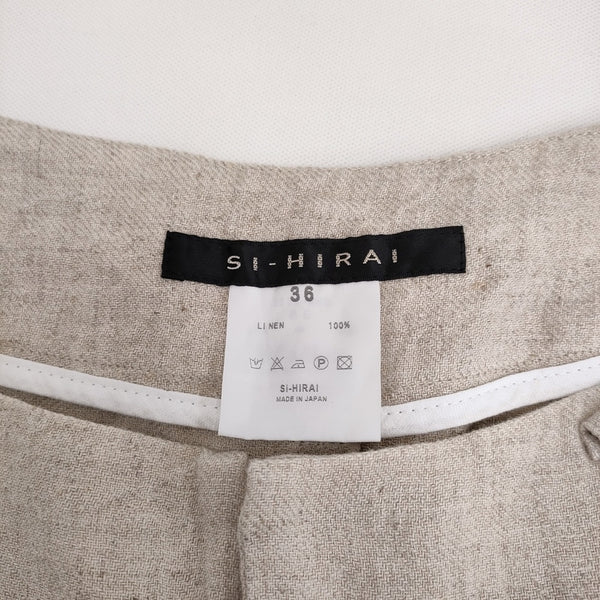 SI-HIRAI
36
LINEN 100%
P
SI-HIRAI
MADE IN JAPAN